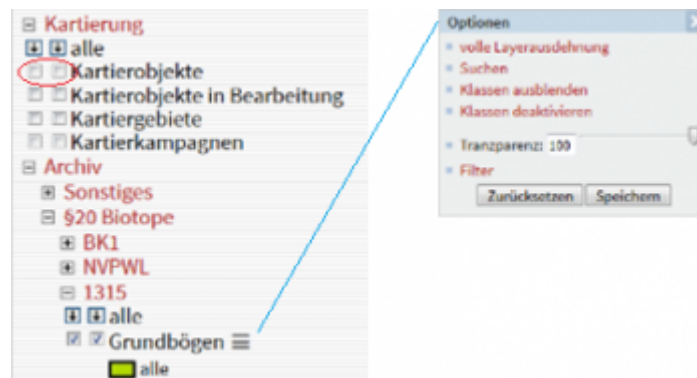 Kartierung
alle
Kartierobjekte
Kartierobjekte in Bearbeitung
Kartiergebiete
Kartierkampagnen
Archiv
Sonstiges
§20 Biotope
BK1
NVPWL
1315
alle
Grundbögen
alle
Optionen
volle Layerausdehnung
Suchen
Klassen ausblenden
Klassen deaktivieren
Tranzparenz: 100
Filter
Zurücksetzen Speichern